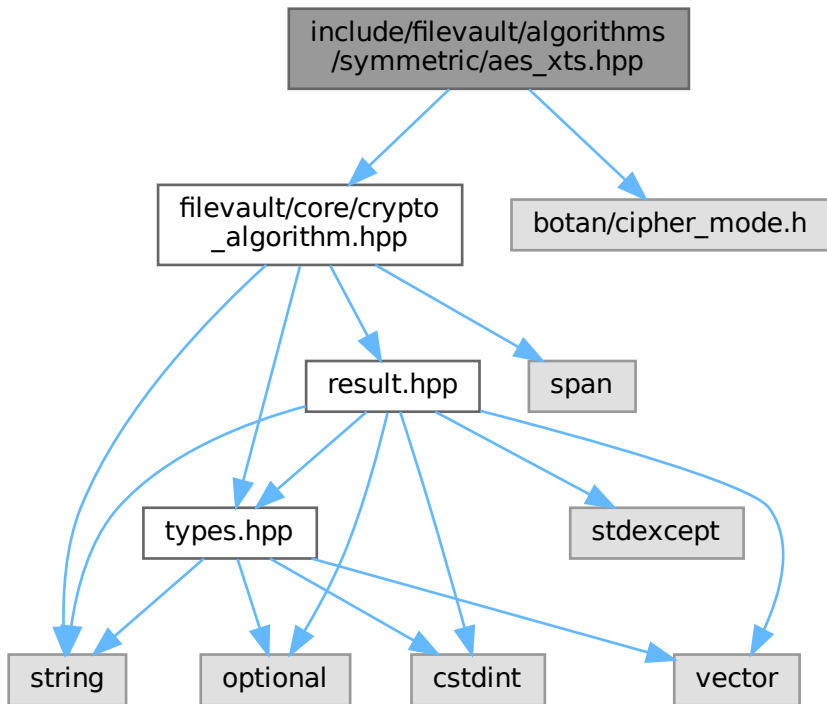 include/filevault/algorithms
/symmetric/aes_xts.hpp
filevault/core/crypto
_algorithm.hpp
botan/cipher_mode.h
result.hpp
span
types.hpp
stdexcept
string
optional
cstdint
vector